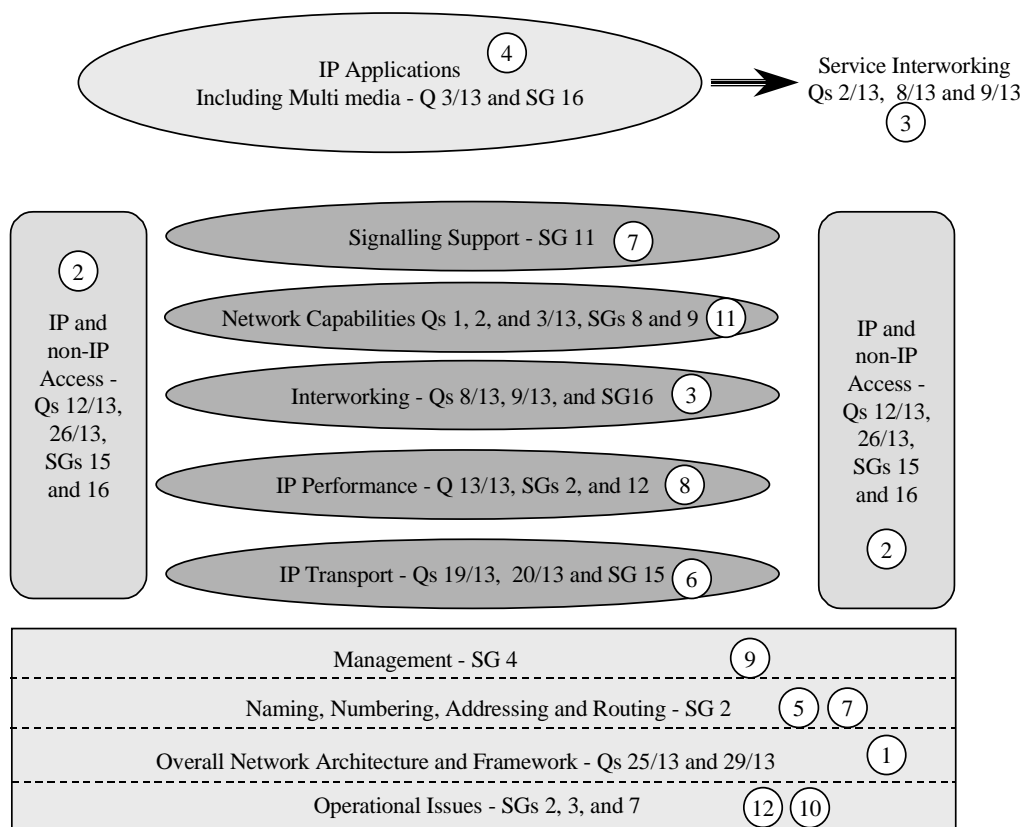 4
IP Applications
Including Multi media - Q 3/13 and SG 16
Service Interworking
Qs 2/13, 8/13 and 9/13
3
2
IP and
non-IP
Access -
Qs 12/13,
26/13,
SGs 15
and 16
Signalling Support - SG 11 7
Network Capabilities Qs 1, 2, and 3/13, SGs 8 and 9 11
Interworking - Qs 8/13, 9/13, and SG16 3
IP Performance - Q 13/13, SGs 2, and 12 8
IP Transport - Qs 19/13, 20/13 and SG 15 6
IP and
non-IP
Access -
Qs 12/13,
26/13,
SGs 15
and 16
2
Management - SG 4 9
Naming, Numbering, Addressing and Routing - SG 2 5 7
Overall Network Architecture and Framework - Qs 25/13 and 29/13 1
Operational Issues - SGs 2, 3, and 7 12 10